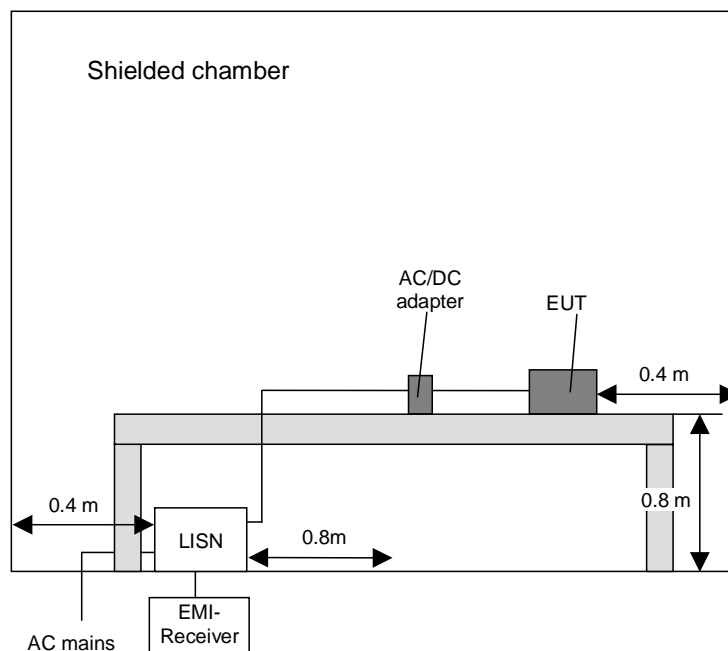 Shielded chamber
AC/DC
adapter
EUT
0.4 m
0.4 m
0.8 m
LISN
0.8m
EMI-
Receiver
AC mains